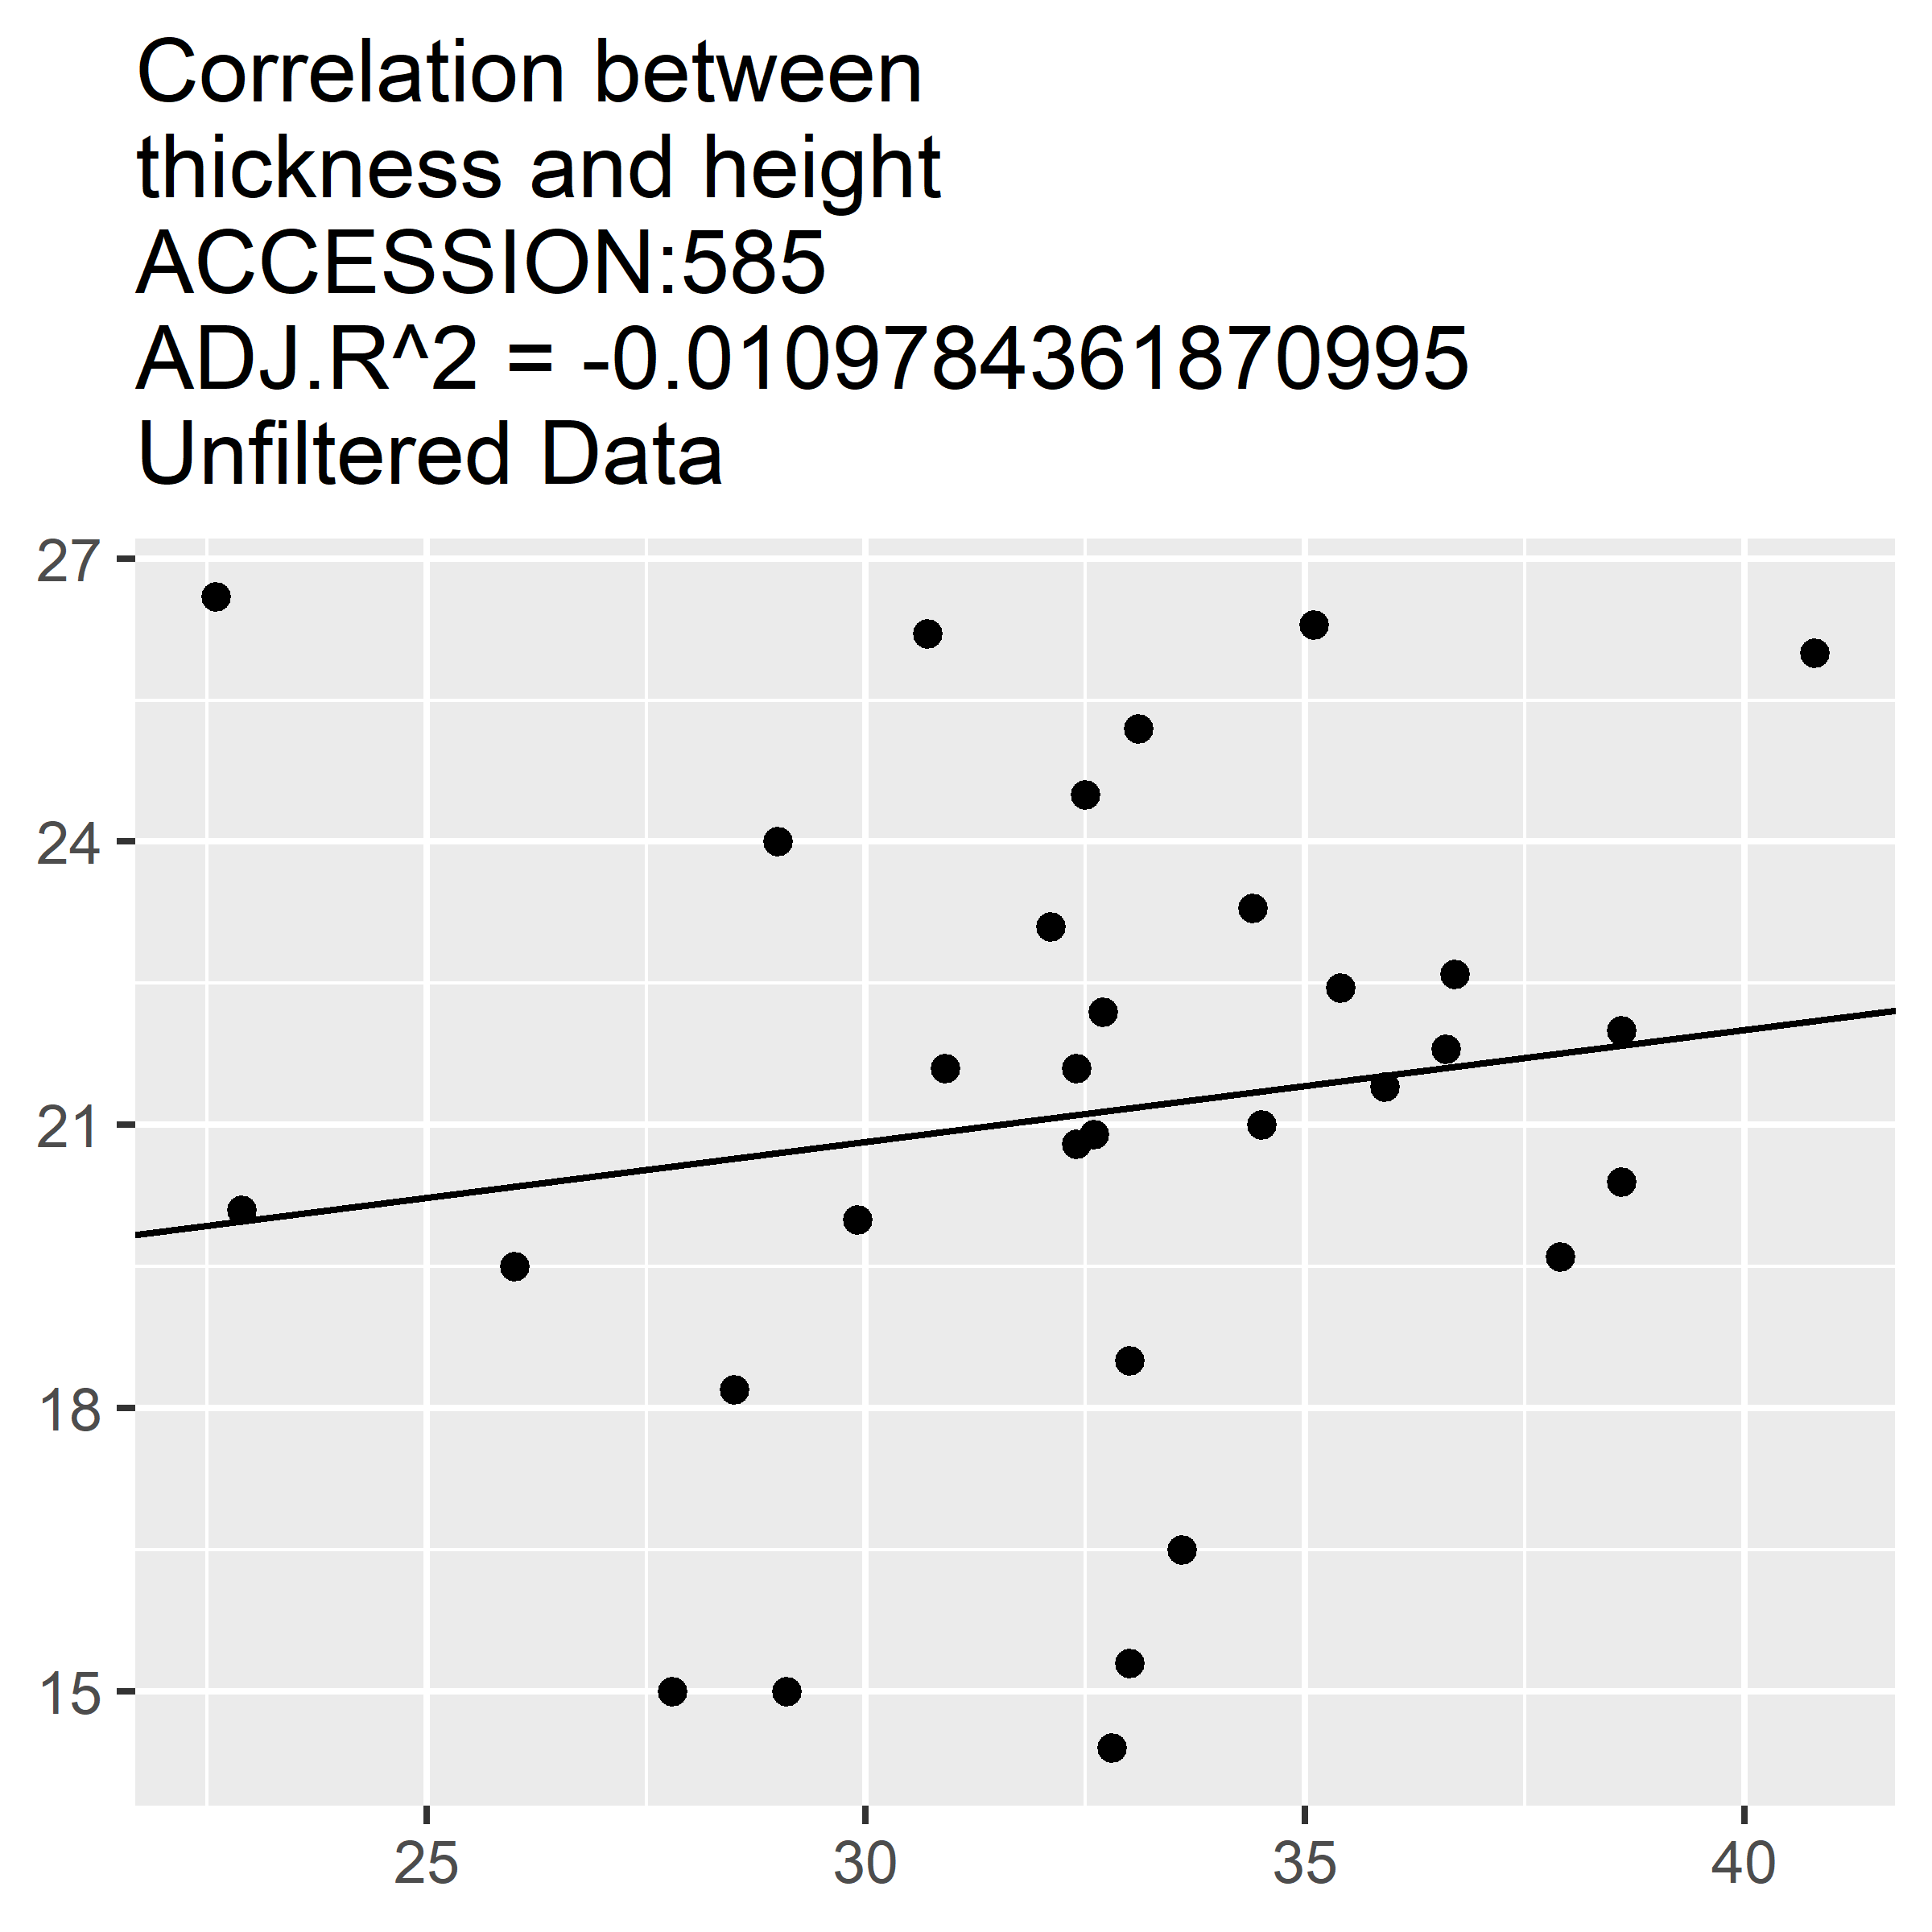 Correlation between
thickness and height
ACCESSION:585
ADJ.R^2 = -0.0109784361870995
Unfiltered Data
27
24
21
18
15
25 30 35 40